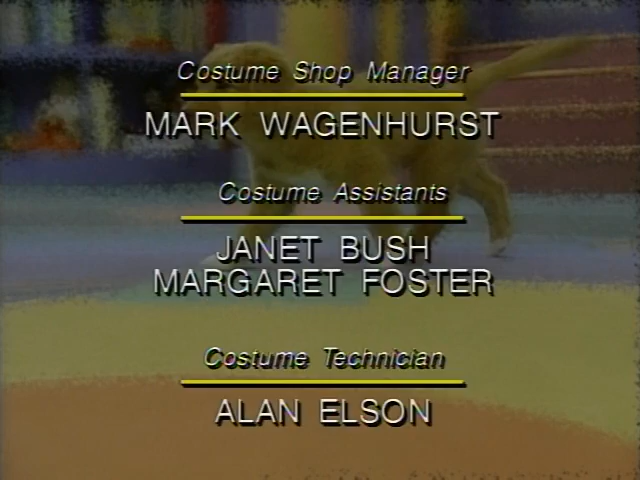 Costume Shop Manager
MARK WAGENHURST
Costume Assistants
JANET BUSH
MARGARET FOSTER
Costume Technician
ALAN ELSON